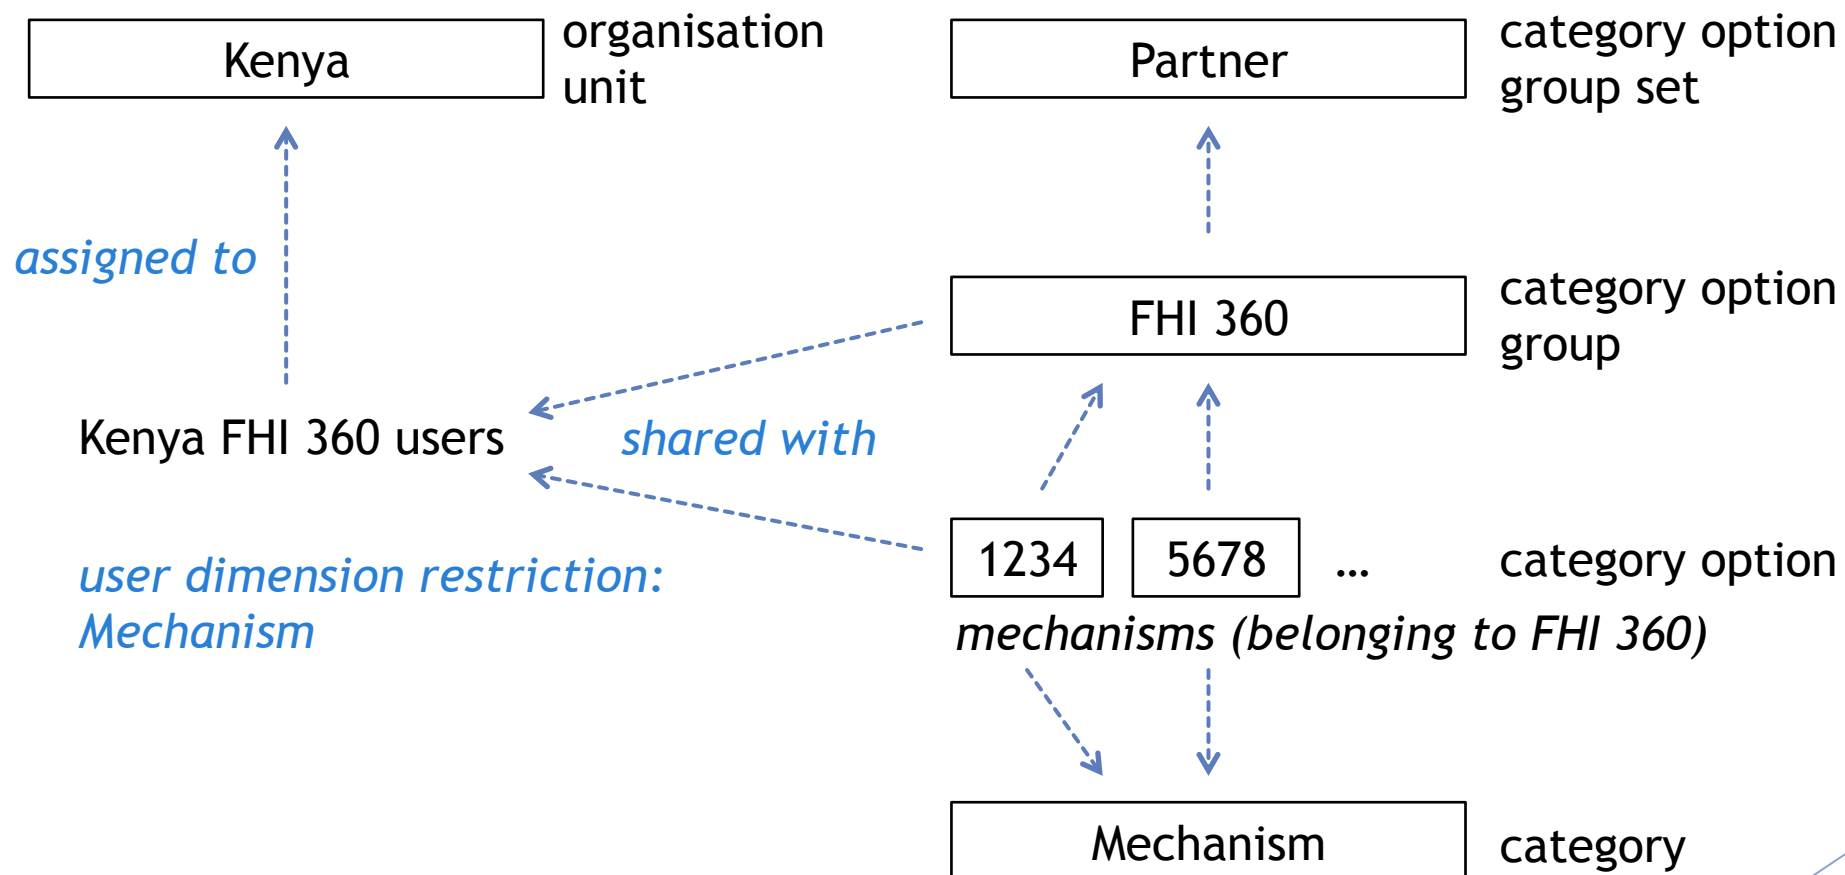 Kenya
organisation
unit
Partner
category option
group set
assigned to
FHI 360
category option
group
Kenya FHI 360 users
shared with
user dimension restriction:
Mechanism
1234
5678
…
category option
mechanisms (belonging to FHI 360)
Mechanism
category